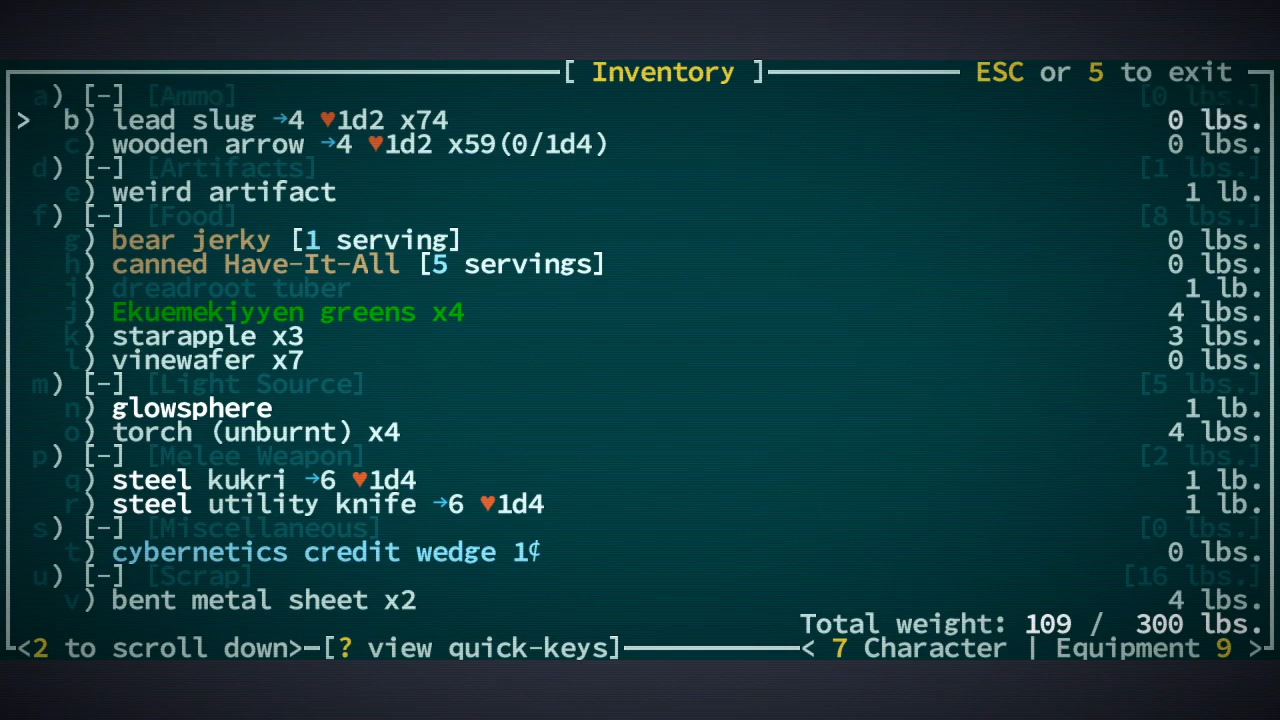 [ Inventory ] ESC or 5 to exit
a) [-] [Ammo] [0 lbs.]
> b) lead slug →4 ♥1d2 x74 0 lbs.
c) wooden arrow →4 ♥1d2 x59(0/1d4) 0 lbs.
d) [-] [Artifacts] [1 lbs.]
e) weird artifact 1 lb.
f) [-] [Food] [8 lbs.]
g) bear jerky [1 serving] 0 lbs.
h) canned Have-It-All [5 servings] 0 lbs.
i) dreadroot tuber 1 lb.
j) Ekuemekiyyen greens x4 4 lbs.
k) starapple x3 3 lbs.
l) vinewafer x7 0 lbs.
m) [-] [Light Source] [5 lbs.]
n) glowsphere 1 lb.
o) torch (unburnt) x4 4 lbs.
p) [-] [Melee Weapon] [2 lbs.]
q) steel kukri →6 ♥1d4 1 lb.
r) steel utility knife →6 ♥1d4 1 lb.
s) [-] [Miscellaneous] [0 lbs.]
t) cybernetics credit wedge 1¢ 0 lbs.
u) [-] [Scrap] [16 lbs.]
v) bent metal sheet x2 4 lbs.
Total weight: 109 / 300 lbs.
<2 to scroll down> [? view quick-keys] < 7 Character | Equipment 9 >